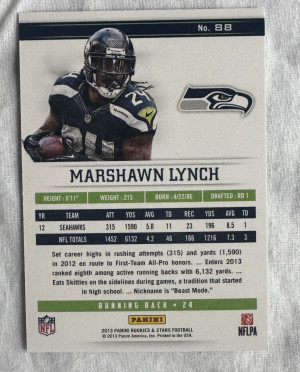 No. 88
24
MARSHAWN LYNCH
HEIGHT: 5'11" WEIGHT: 215 BORN: 4/22/86 DRAFTED: RD 1
YR TEAM ATT YDS AVG TD REC YDS AVG TD
12 SEAHAWKS 315 1590 5.0 11 23 196 8.5 1
NFL TOTALS 1452 6132 4.2 46 166 1216 7.3 3
Set career highs in rushing attempts (315) and yards (1,590)
in 2012 en route to First-Team All-Pro honors. ... Enters 2013
ranked eighth among active running backs with 6,132 yards. ...
Eats Skittles on the sidelines during games, a tradition that started
in high school. ... Nickname is "Beast Mode."
RUNNING BACK • 24
NFL
PANINI
2013 PANINI ROOKIES & STARS FOOTBALL
© 2013 Panini America, Inc. Printed in the USA.
NFLPA